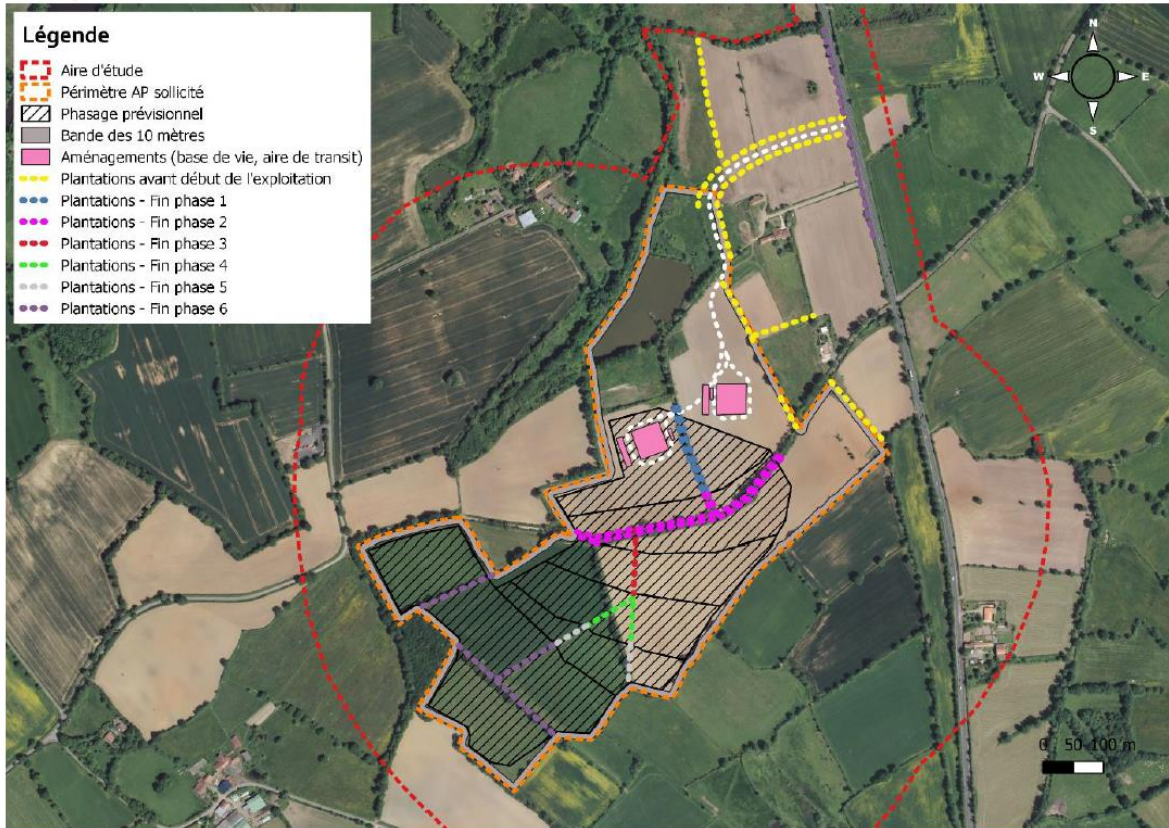 Légende
Aire d'étude
Périmètre AP sollicité
Phasage prévisionnel
Bande des 10 mètres
Aménagements (base de vie, aire de transit)
Plantations avant début de l'exploitation
Plantations - Fin phase 1
Plantations - Fin phase 2
Plantations - Fin phase 3
Plantations - Fin phase 4
Plantations - Fin phase 5
Plantations - Fin phase 6
N
W E
S
0 50 100 m